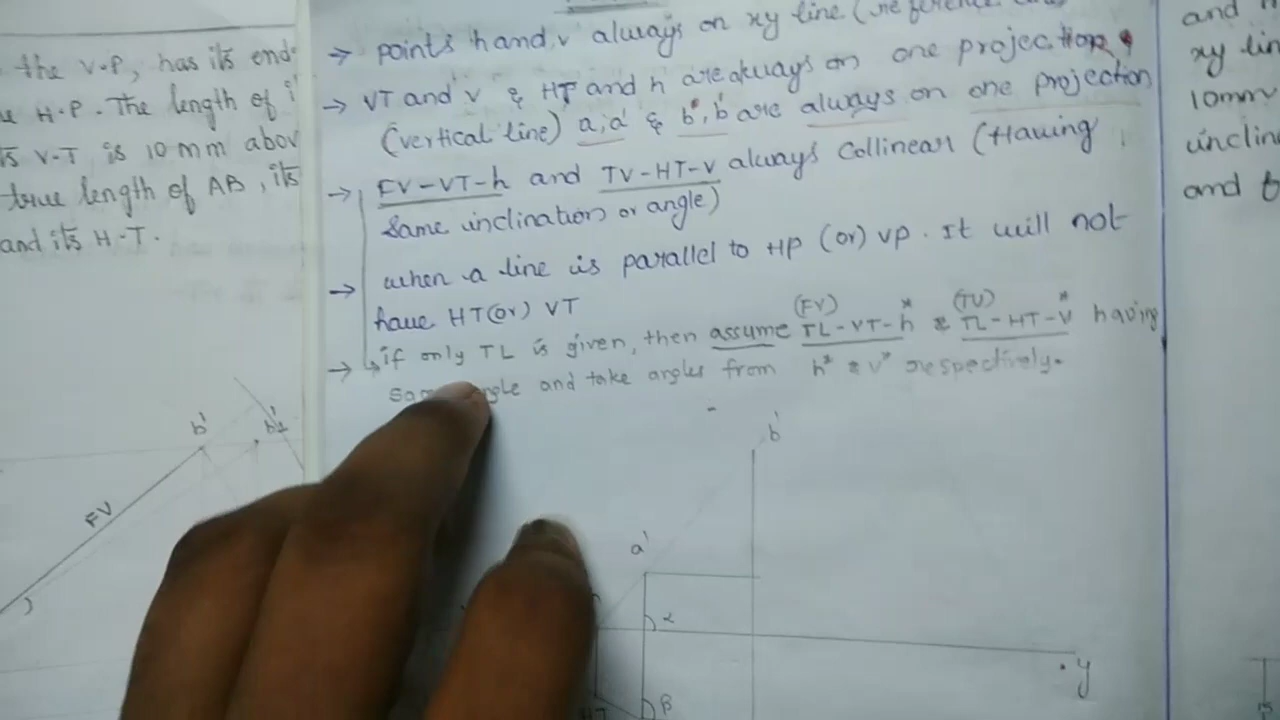 the V.P, has its end
H.P. The length of
V-T is 10 mm abov
true length of AB, its
and its H-T.
b'
b'1
FV
→ points h and v always on xy line (
→ VT and v & HT and h are always on one projection
(vertical line) a, a' & b, b' are always on one projection
→ FV-VT-h and TV-HT-v always Collinear (Having
same inclination or angle)
→ when a line is parallel to HP (or) VP. It will not
have HT (or) VT
(FV) (TV)
→ if only TL is given, then assume TL-VT-h* & TL-HT-v* having
angle and take angles from h* & v* respectively.
b'
a'
α
y
β
HT
and
xy lin
10mm
unclin
and